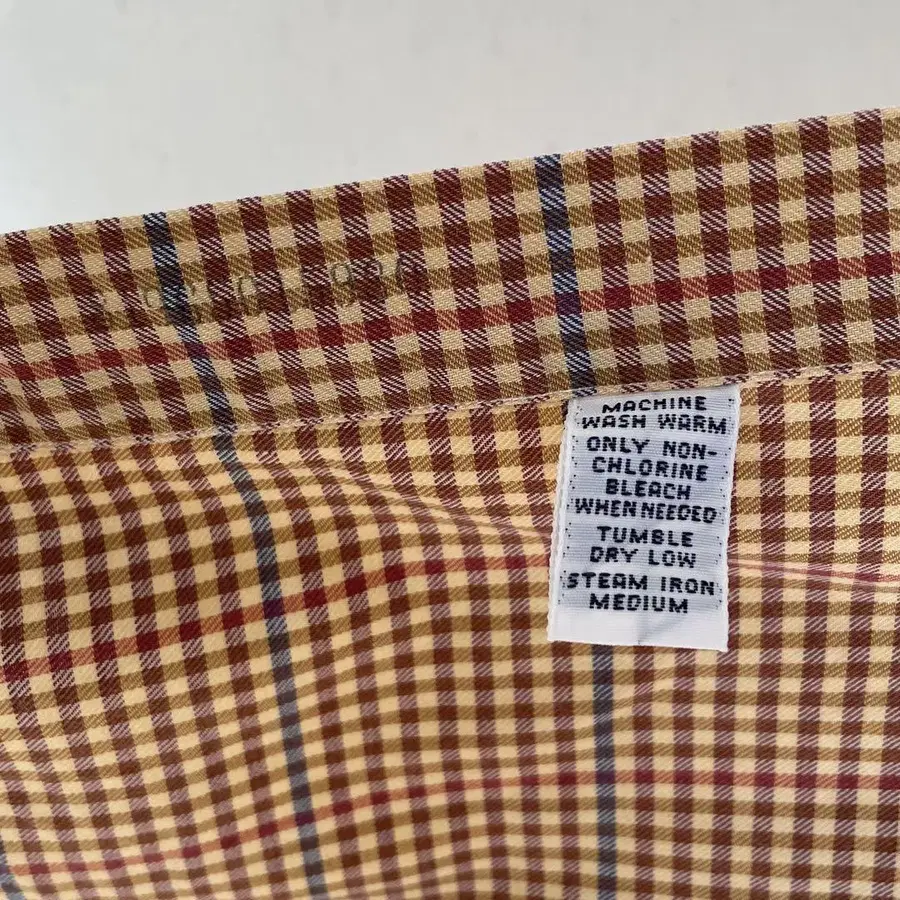 MACHINE
WASH WARM
ONLY NON-
CHLORINE
BLEACH
WHEN NEEDED
TUMBLE
DRY LOW
STEAM IRON
MEDIUM